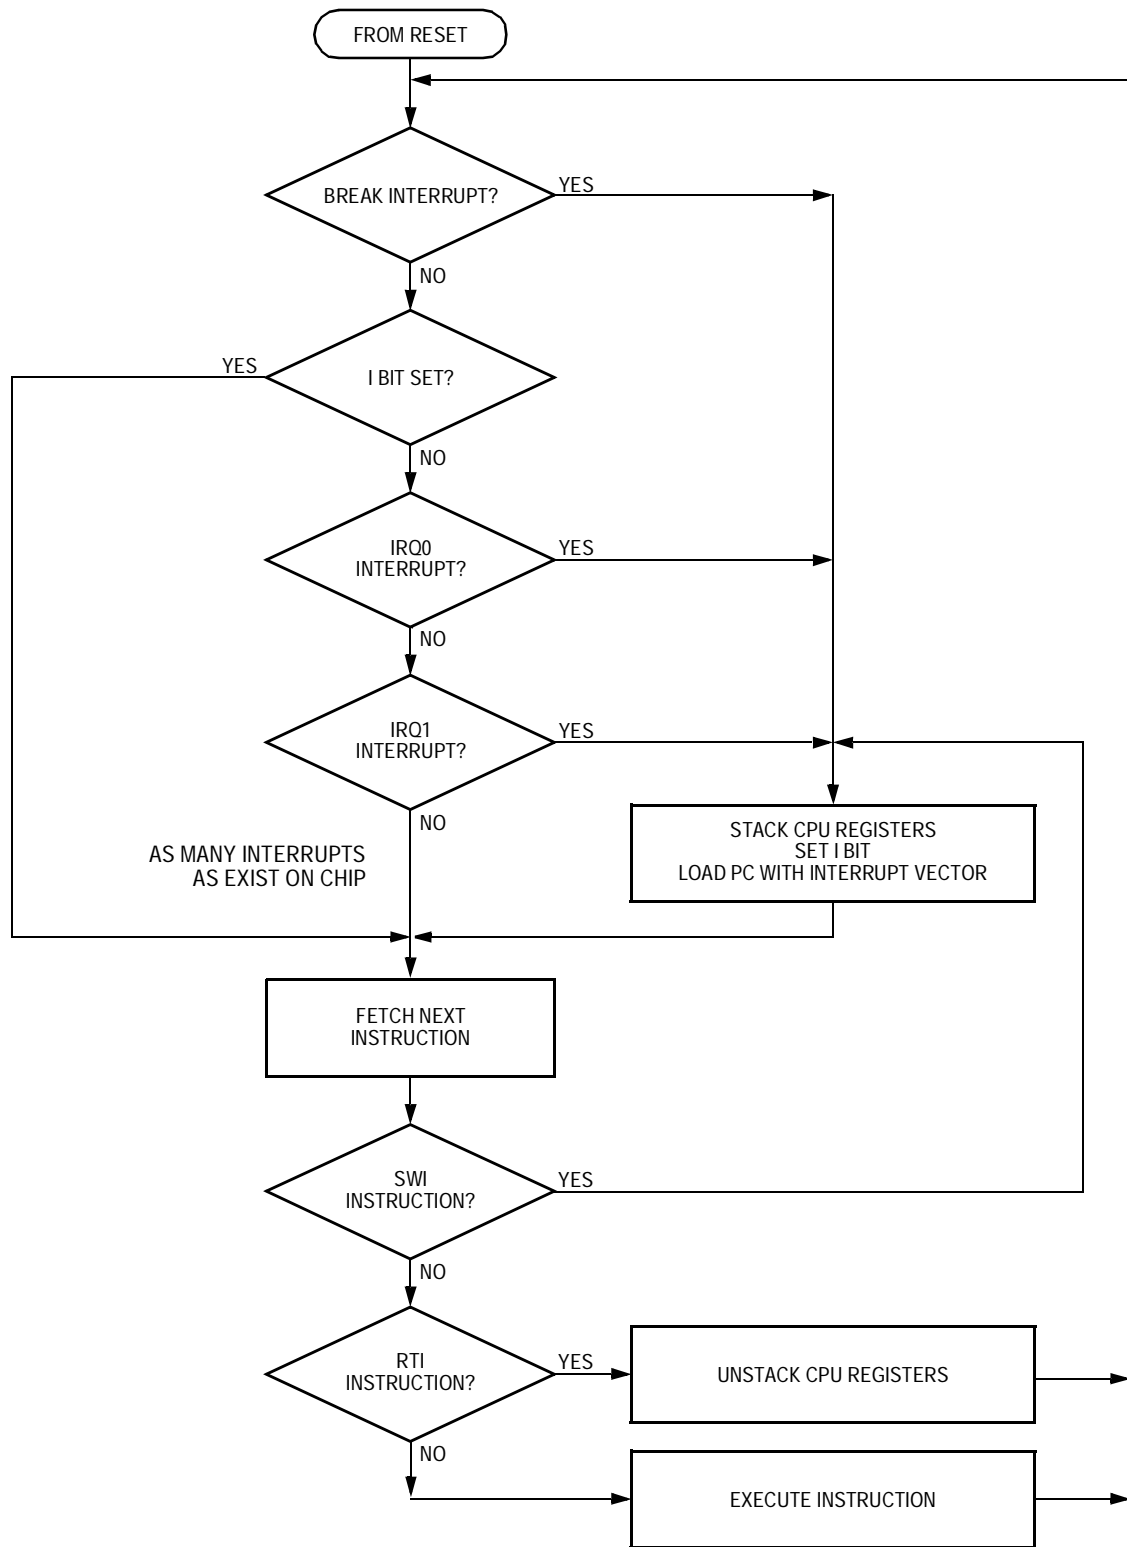 FROM RESET
BREAK INTERRUPT?
YES
NO
YES
I BIT SET?
NO
IRQ0
INTERRUPT?
YES
NO
IRQ1
INTERRUPT?
YES
NO
STACK CPU REGISTERS
SET I BIT
LOAD PC WITH INTERRUPT VECTOR
AS MANY INTERRUPTS
AS EXIST ON CHIP
FETCH NEXT
INSTRUCTION
SWI
INSTRUCTION?
YES
NO
RTI
INSTRUCTION?
YES
UNSTACK CPU REGISTERS
NO
EXECUTE INSTRUCTION